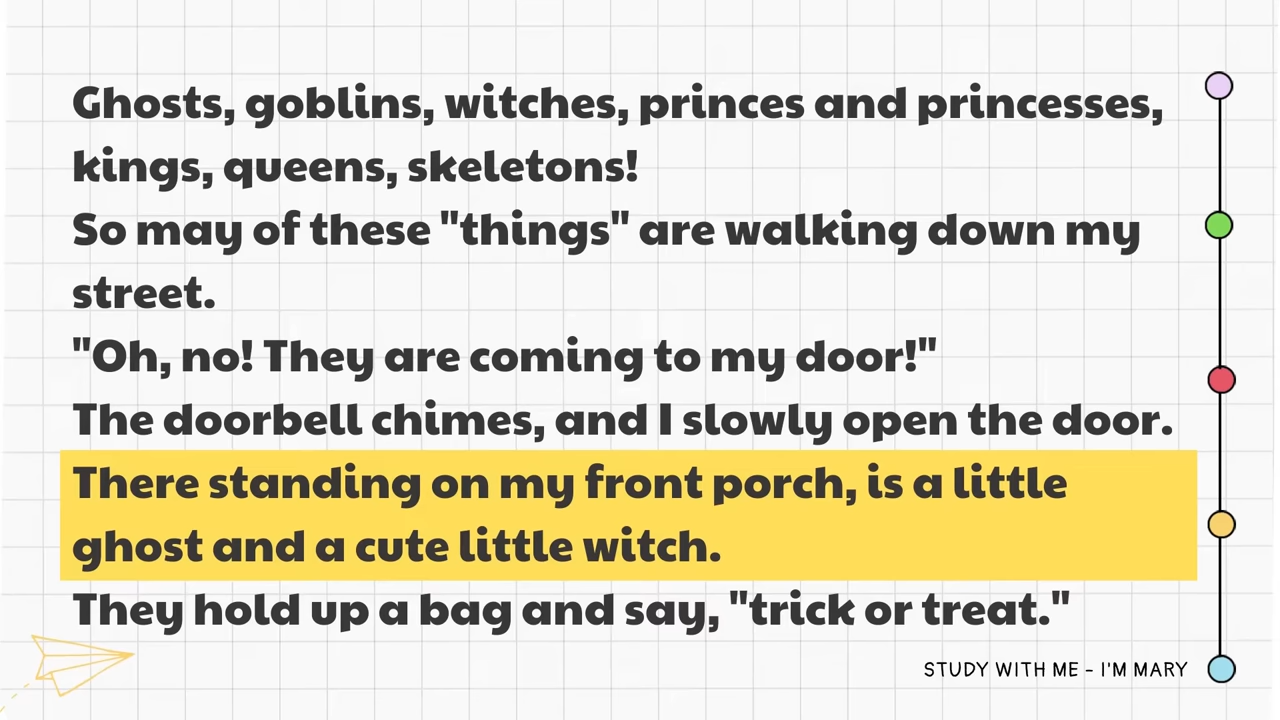 Ghosts, goblins, witches, princes and princesses,
kings, queens, skeletons!
So may of these "things" are walking down my
street.
"Oh, no! They are coming to my door!"
The doorbell chimes, and I slowly open the door.
There standing on my front porch, is a little
ghost and a cute little witch.
They hold up a bag and say, "trick or treat."
STUDY WITH ME - I'M MARY